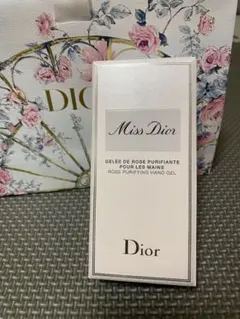 DIO
Miss Dior
GELÉE DE ROSE PURIFIANTE
POUR LES MAINS
ROSE PURIFYING HAND GEL
Dior